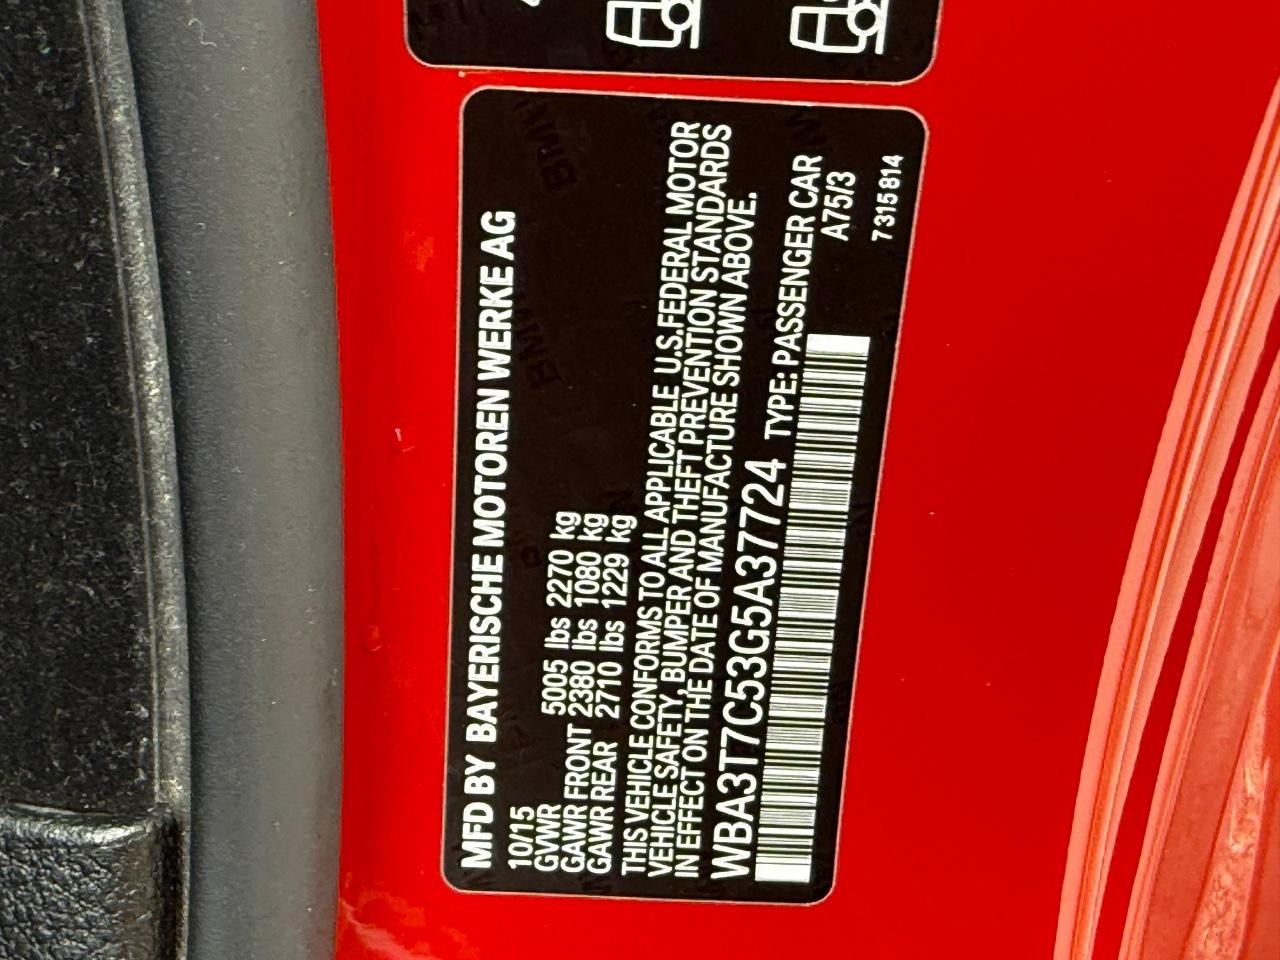 MFD BY BAYERISCHE MOTOREN WERKE AG
10/15
GVWR 5005 lbs 2270 kg
GAWR FRONT 2380 lbs 1080 kg
GAWR REAR 2710 lbs 1229 kg
THIS VEHICLE CONFORMS TO ALL APPLICABLE U.S.FEDERAL MOTOR
VEHICLE SAFETY, BUMPER AND THEFT PREVENTION STANDARDS
IN EFFECT ON THE DATE OF MANUFACTURE SHOWN ABOVE.
WBA3T7C53G5A37724 TYPE: PASSENGER CAR
A75/3
7315814